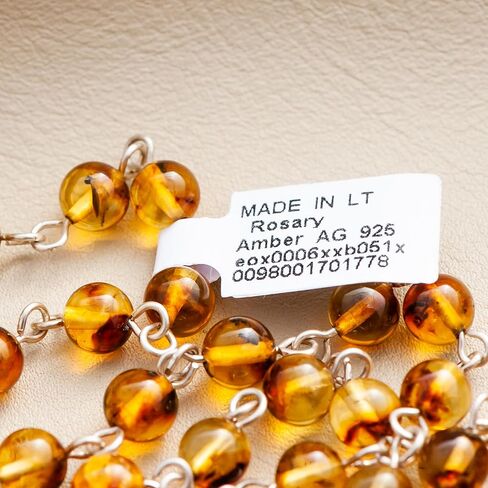 MADE IN LT
Rosary
Amber AG 925
eox0006xxb051x
0098001701778